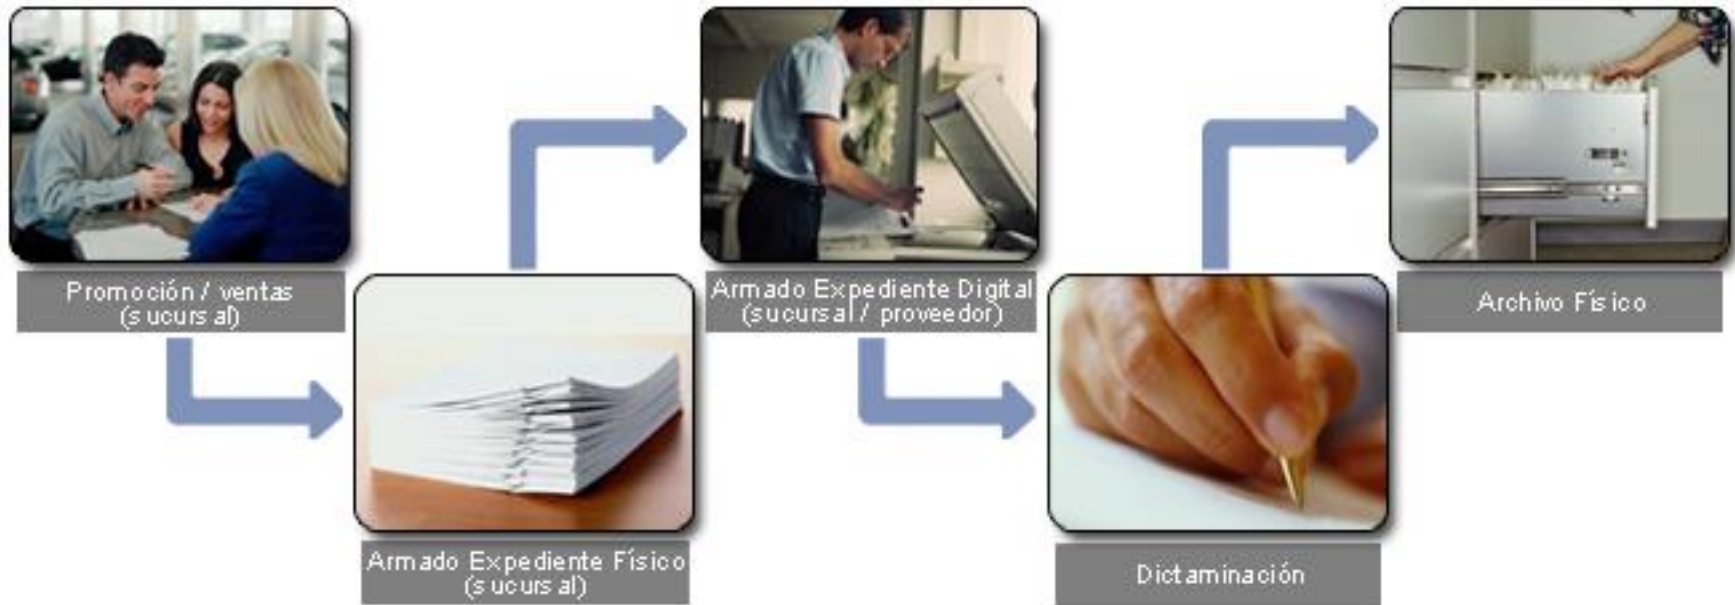 Promoción / ventas
(sucursal)
Armado Expediente Físico
(sucursal)
Armado Expediente Digital
(sucursal / proveedor)
Dictaminación
Archivo Físico